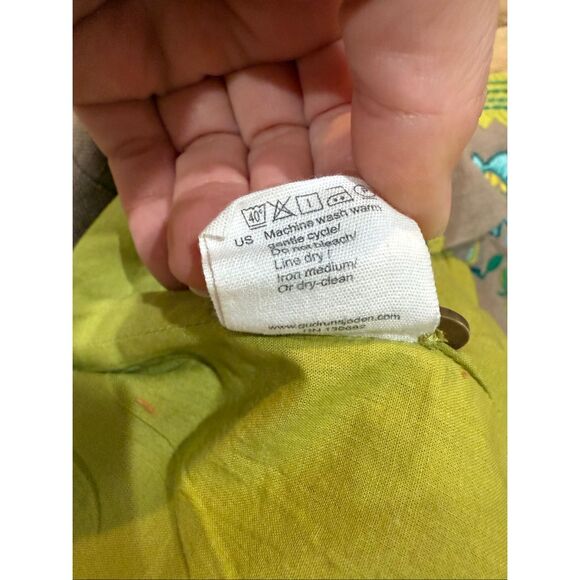 40°
US Machine wash warm
gentle cycle/
Do not bleach/
Line dry/
Iron medium/
Or dry-clean
www.gudrunsjoden.com